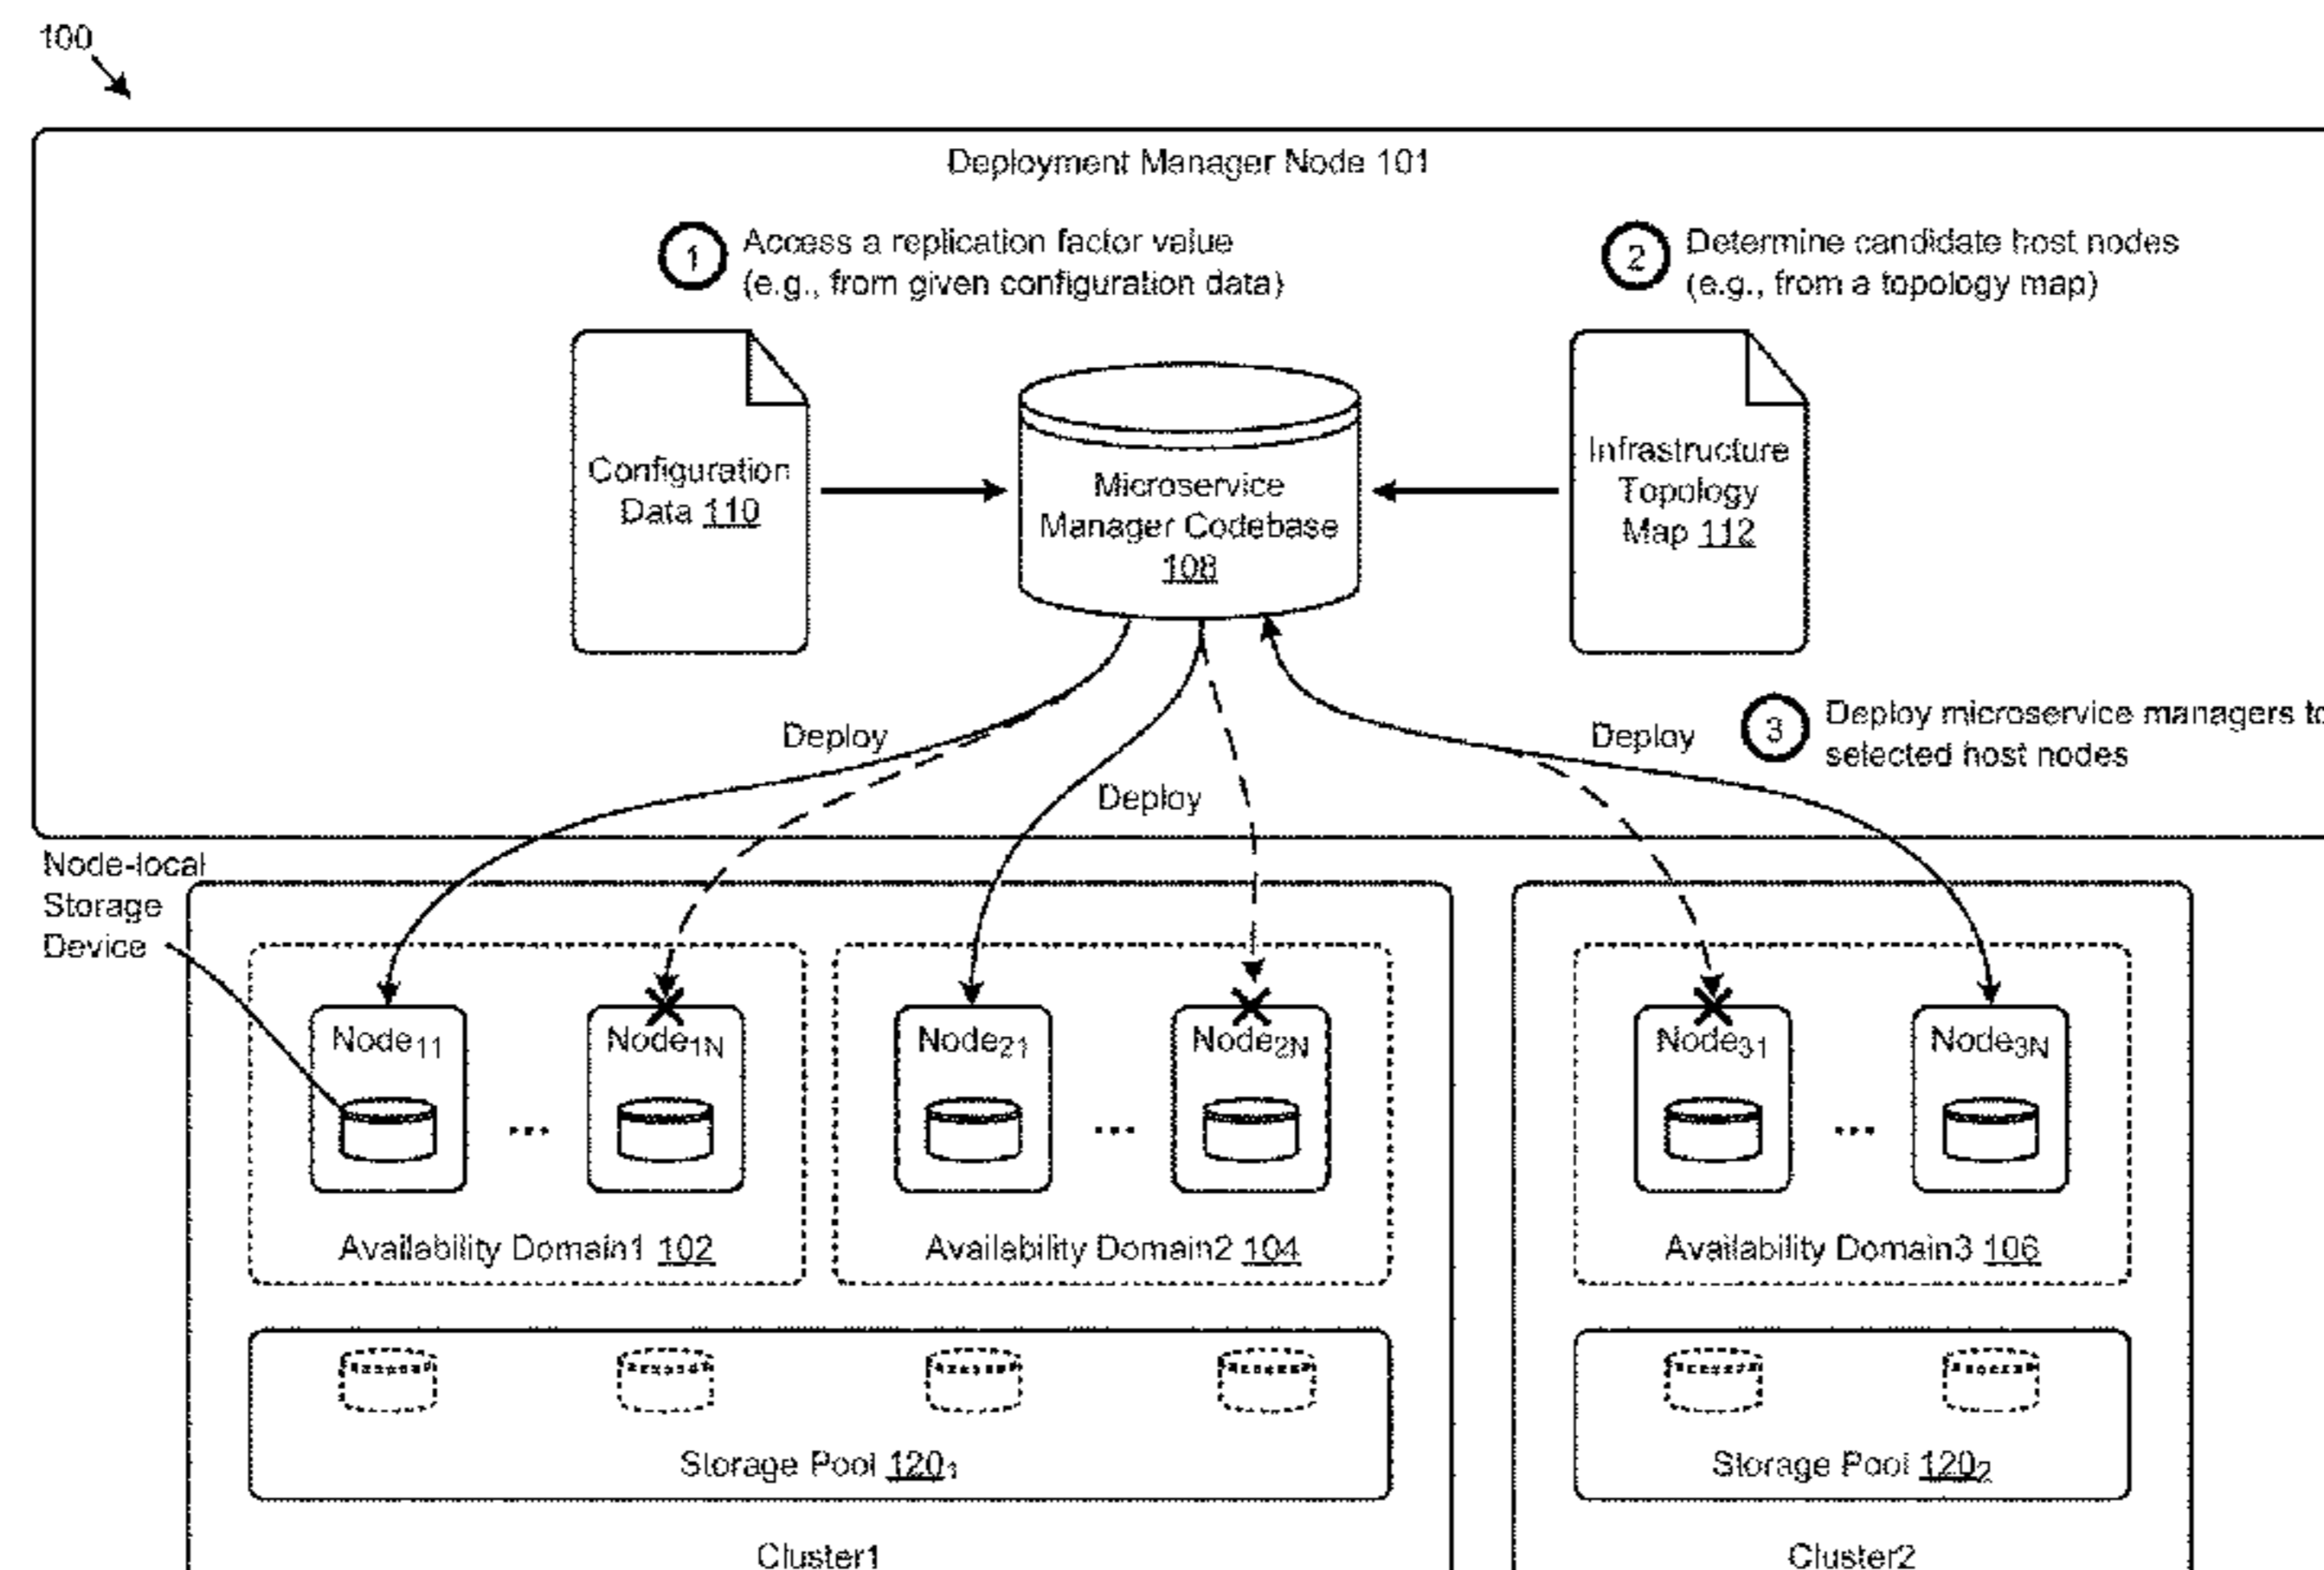 100
Deployment Manager Node 101
1
Access a replication factor value
(e.g., from given configuration data)
2
Determine candidate host nodes
(e.g., from a topology map)
Configuration
Data 110
Microservice
Manager Codebase
108
Infrastructure
Topology
Map 112
Deploy
Deploy
Deploy
3
Deploy microservice managers to
selected host nodes
Node-local
Storage
Device
Node11
Node1N
Node21
Node2N
Node31
Node3N
...
...
...
Availability Domain1 102
Availability Domain2 104
Availability Domain3 106
Storage Pool 1201
Storage Pool 1202
Cluster1
Cluster2